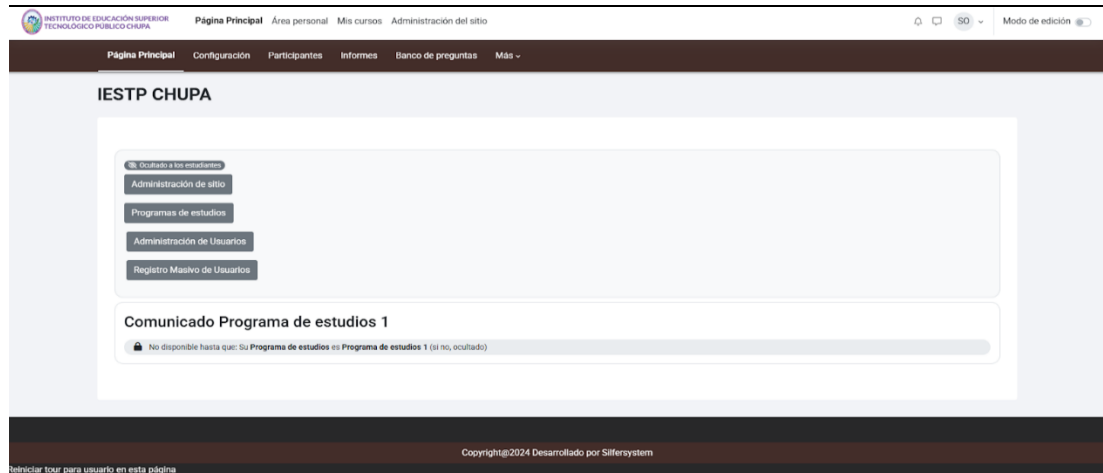 INSTITUTO DE EDUCACIÓN SUPERIOR
TECNOLÓGICO PÚBLICO CHUPA
Página Principal Área personal Mis cursos Administración del sitio
SO
Modo de edición
Página Principal Configuración Participantes Informes Banco de preguntas Más
IESTP CHUPA
Ocultado a los estudiantes
Administración de sitio
Programas de estudios
Administración de Usuarios
Registro Masivo de Usuarios
Comunicado Programa de estudios 1
No disponible hasta que: Su Programa de estudios es Programa de estudios 1 (si no, ocultado)
Copyright@2024 Desarrollado por Silfersystem
Reiniciar tour para usuario en esta página